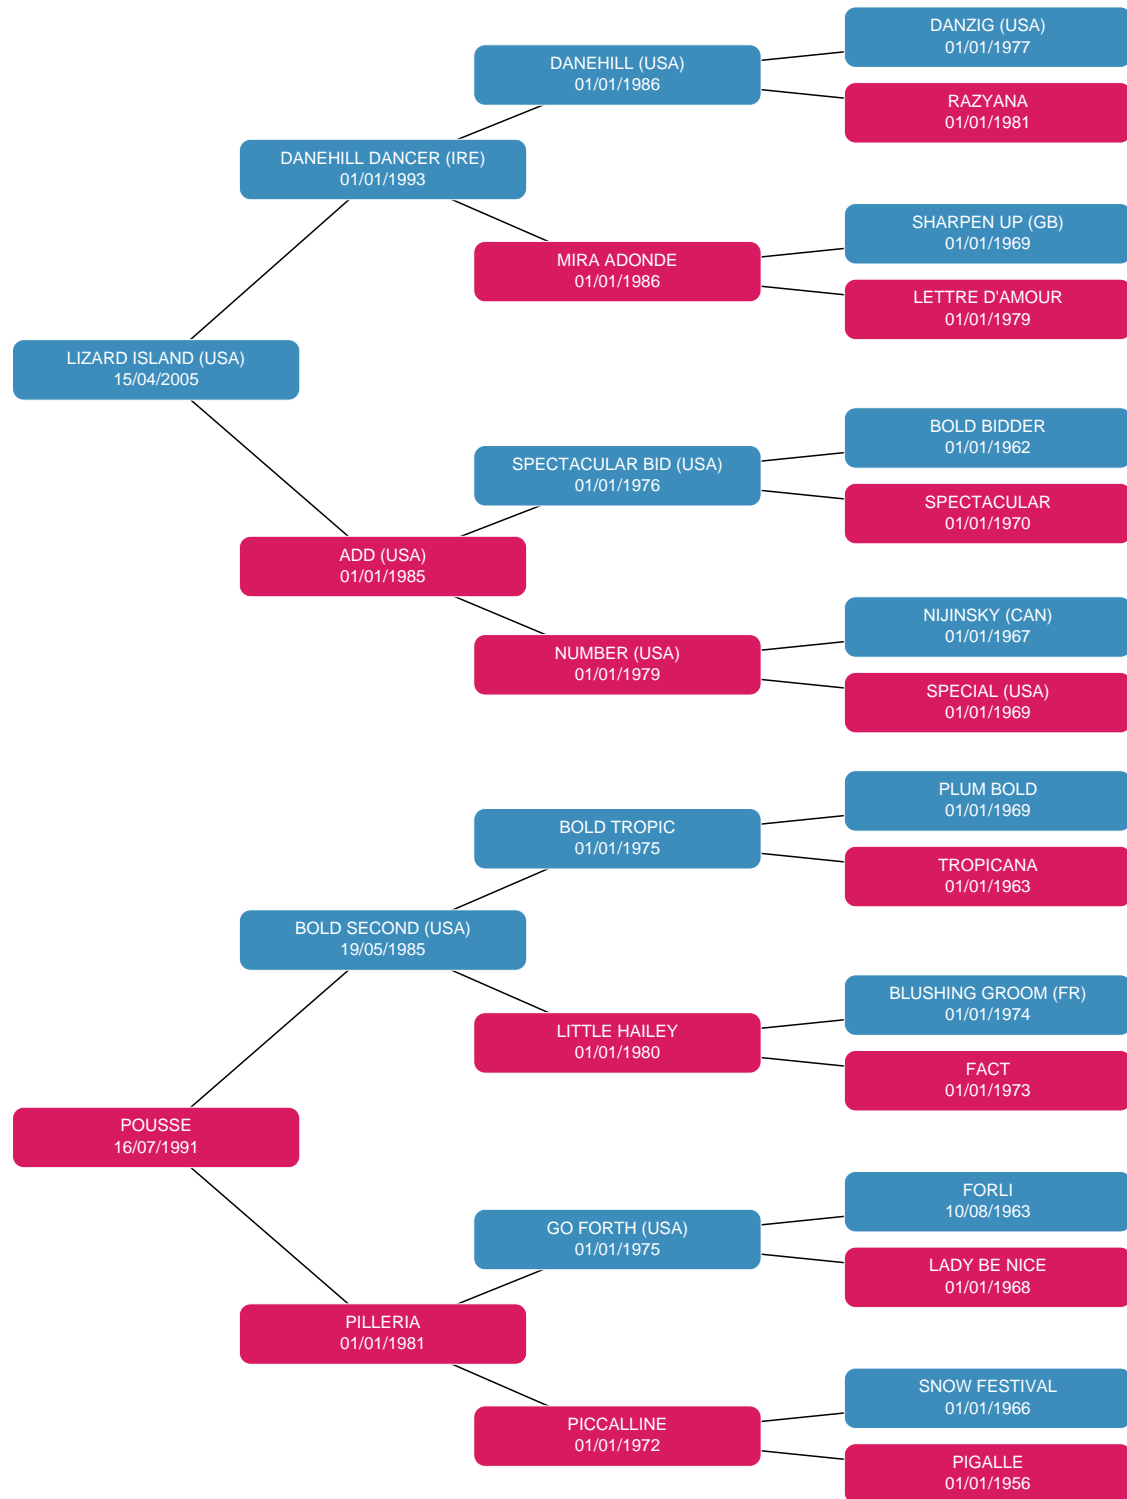 DANZIG (USA)
01/01/1977
DANEHILL (USA)
01/01/1986
RAZYANA
01/01/1981
DANEHILL DANCER (IRE)
01/01/1993
SHARPEN UP (GB)
01/01/1969
MIRA ADONDE
01/01/1986
LETTRE D'AMOUR
01/01/1979
LIZARD ISLAND (USA)
15/04/2005
BOLD BIDDER
01/01/1962
SPECTACULAR BID (USA)
01/01/1976
SPECTACULAR
01/01/1970
ADD (USA)
01/01/1985
NIJINSKY (CAN)
01/01/1967
NUMBER (USA)
01/01/1979
SPECIAL (USA)
01/01/1969
PLUM BOLD
01/01/1969
BOLD TROPIC
01/01/1975
TROPICANA
01/01/1963
BOLD SECOND (USA)
19/05/1985
BLUSHING GROOM (FR)
01/01/1974
LITTLE HAILEY
01/01/1980
FACT
01/01/1973
POUSSE
16/07/1991
FORLI
10/08/1963
GO FORTH (USA)
01/01/1975
LADY BE NICE
01/01/1968
PILLERIA
01/01/1981
SNOW FESTIVAL
01/01/1966
PICCALLINE
01/01/1972
PIGALLE
01/01/1956